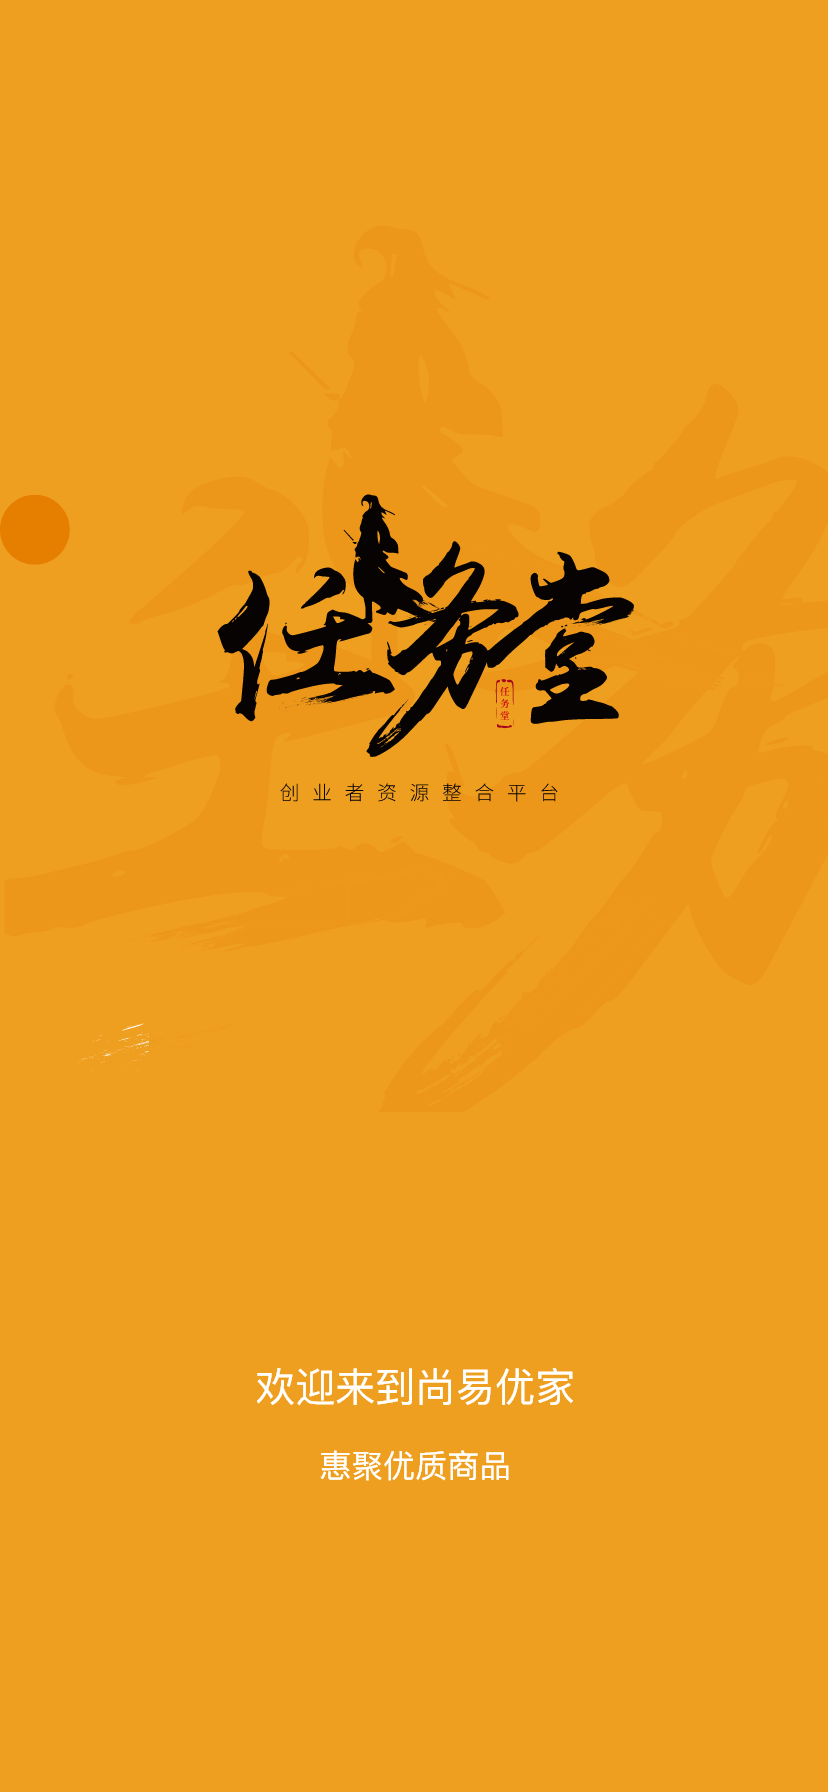 任务堂
任务堂
创业者资源整合平台
欢迎来到尚易优家
惠聚优质商品